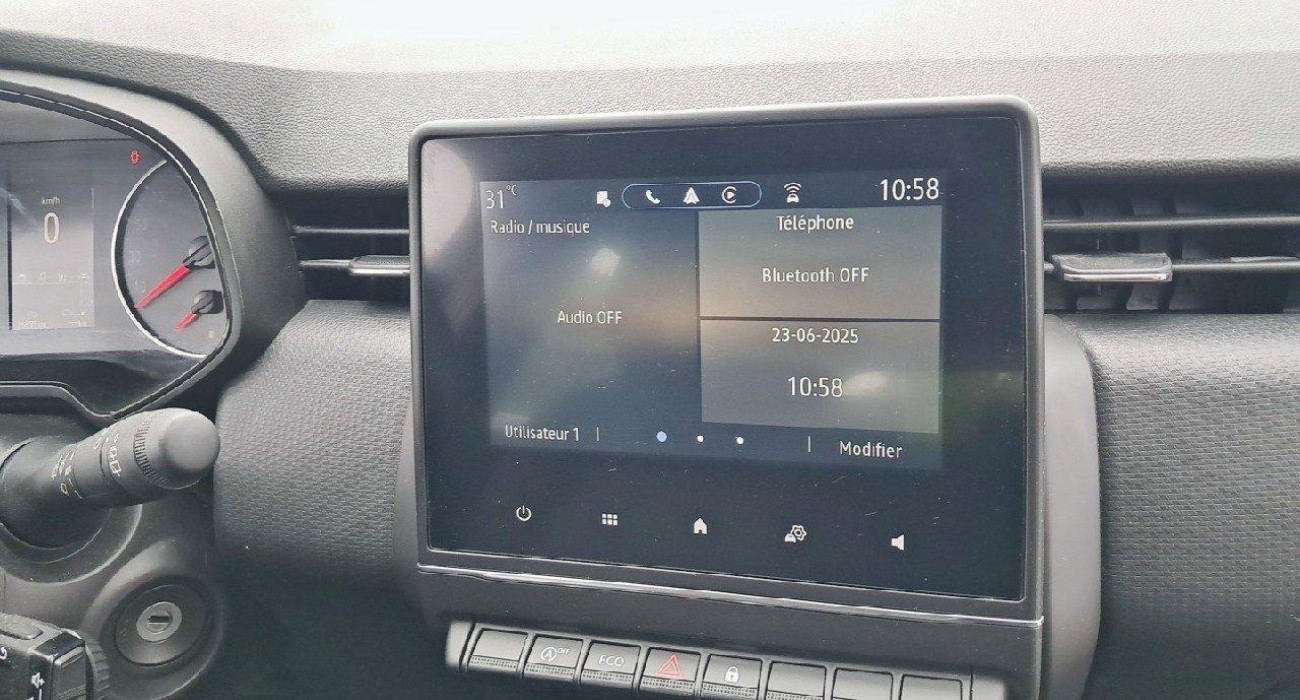 km/h
0
31°C
10:58
Radio / musique
Téléphone
Bluetooth OFF
Audio OFF
23-06-2025
10:58
Utilisateur 1
Modifier
OFF
ECO